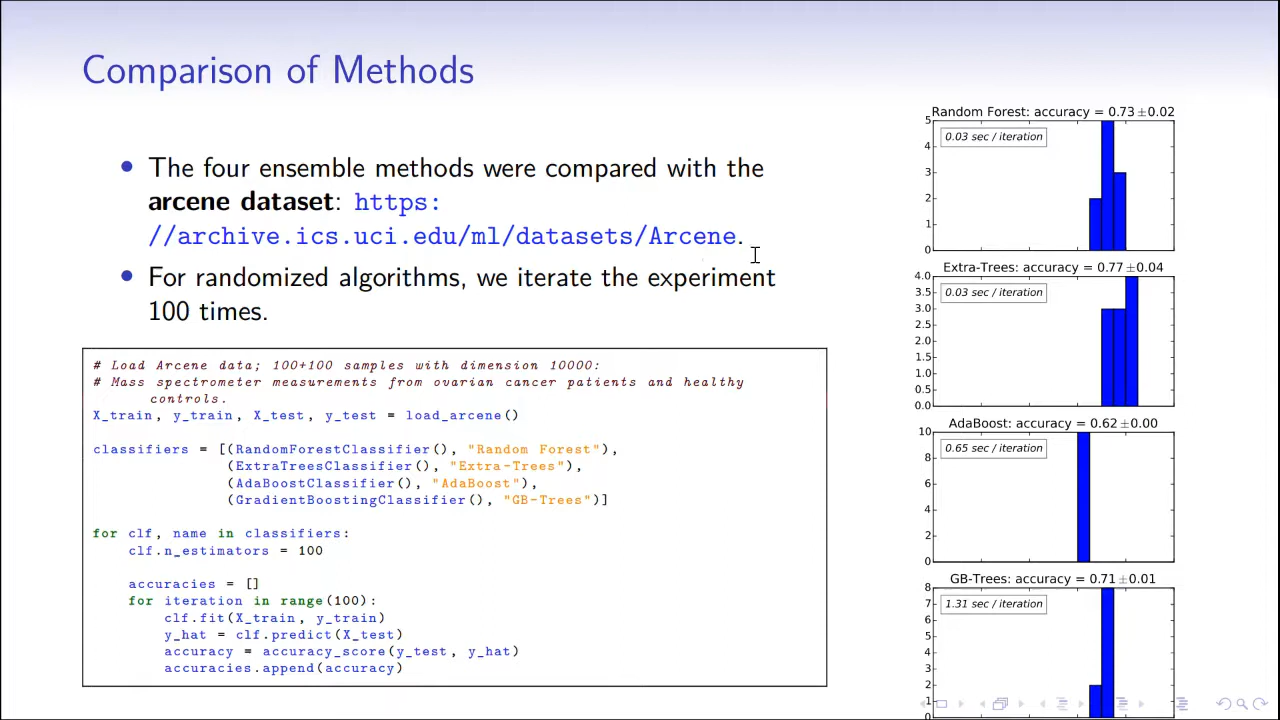 Comparison of Methods
• The four ensemble methods were compared with the
arcene dataset: https:
//archive.ics.uci.edu/ml/datasets/Arcene.
• For randomized algorithms, we iterate the experiment
100 times.
# Load Arcene data; 100+100 samples with dimension 10000:
# Mass spectrometer measurements from ovarian cancer patients and healthy
controls.
X_train, y_train, X_test, y_test = load_arcene()
classifiers = [(RandomForestClassifier(), "Random Forest"),
(ExtraTreesClassifier(), "Extra-Trees"),
(AdaBoostClassifier(), "AdaBoost"),
(GradientBoostingClassifier(), "GB-Trees")]
for clf, name in classifiers:
clf.n_estimators = 100
accuracies = []
for iteration in range(100):
clf.fit(X_train, y_train)
y_hat = clf.predict(X_test)
accuracy = accuracy_score(y_test, y_hat)
accuracies.append(accuracy)
Random Forest: accuracy = 0.73±0.02
5
0.03 sec / iteration
4
3
2
1
0
Extra-Trees: accuracy = 0.77±0.04
4.0
0.03 sec / iteration
3.5
3.0
2.5
2.0
1.5
1.0
0.5
0.0
AdaBoost: accuracy = 0.62±0.00
10
0.65 sec / iteration
8
6
4
2
0
GB-Trees: accuracy = 0.71±0.01
8
1.31 sec / iteration
7
6
5
4
3
2
1
0